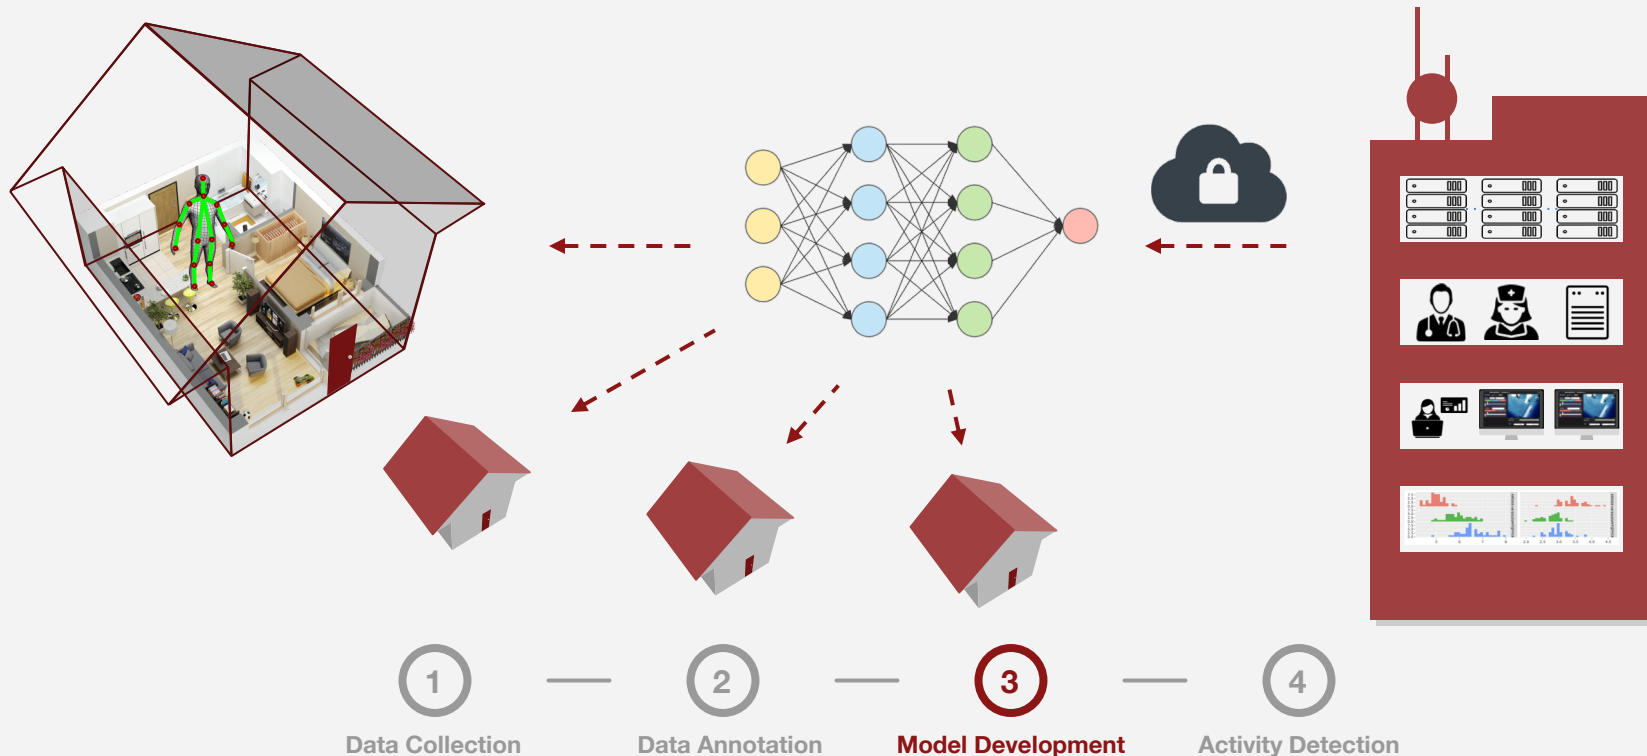 1
2
3
4
Data Collection
Data Annotation
Model Development
Activity Detection